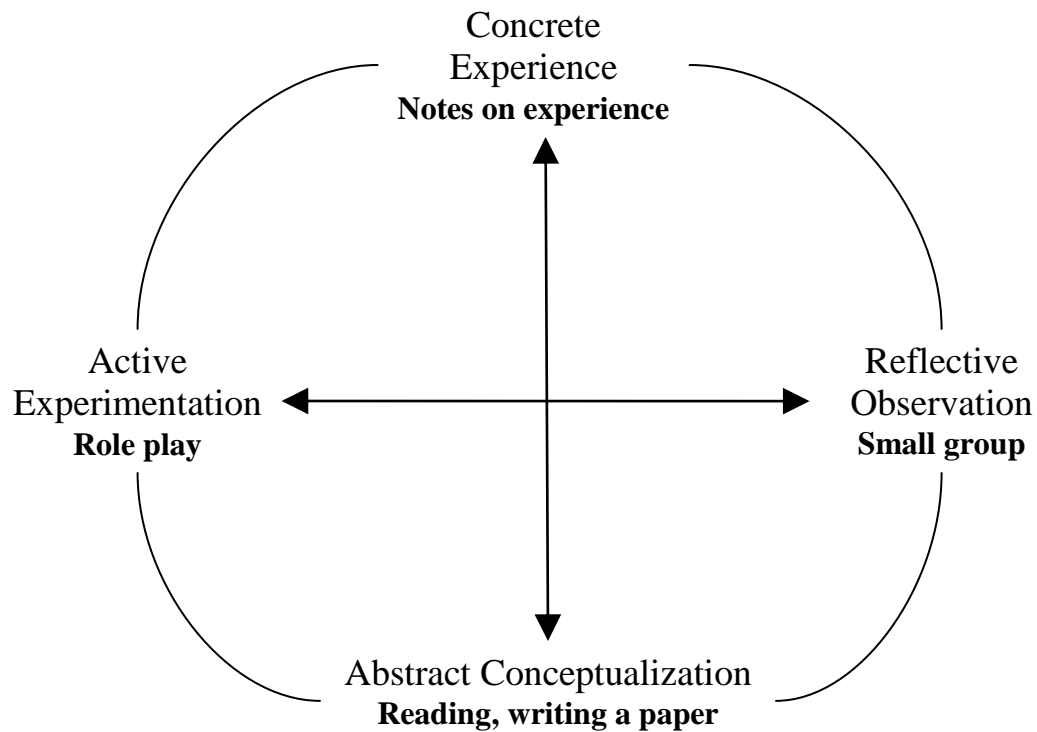 Concrete
Experience
Notes on experience
Active
Experimentation
Role play
Reflective
Observation
Small group
Abstract Conceptualization
Reading, writing a paper